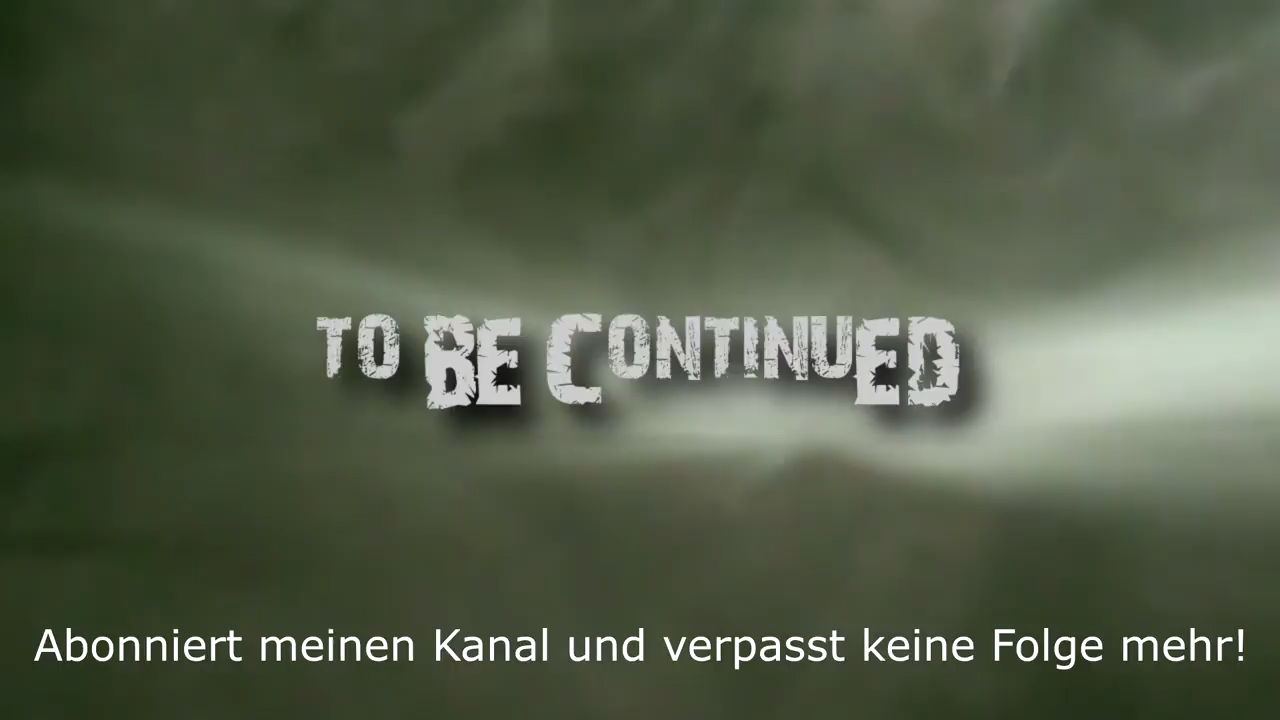 TO BE CONTINUED
Abonniert meinen Kanal und verpasst keine Folge mehr!